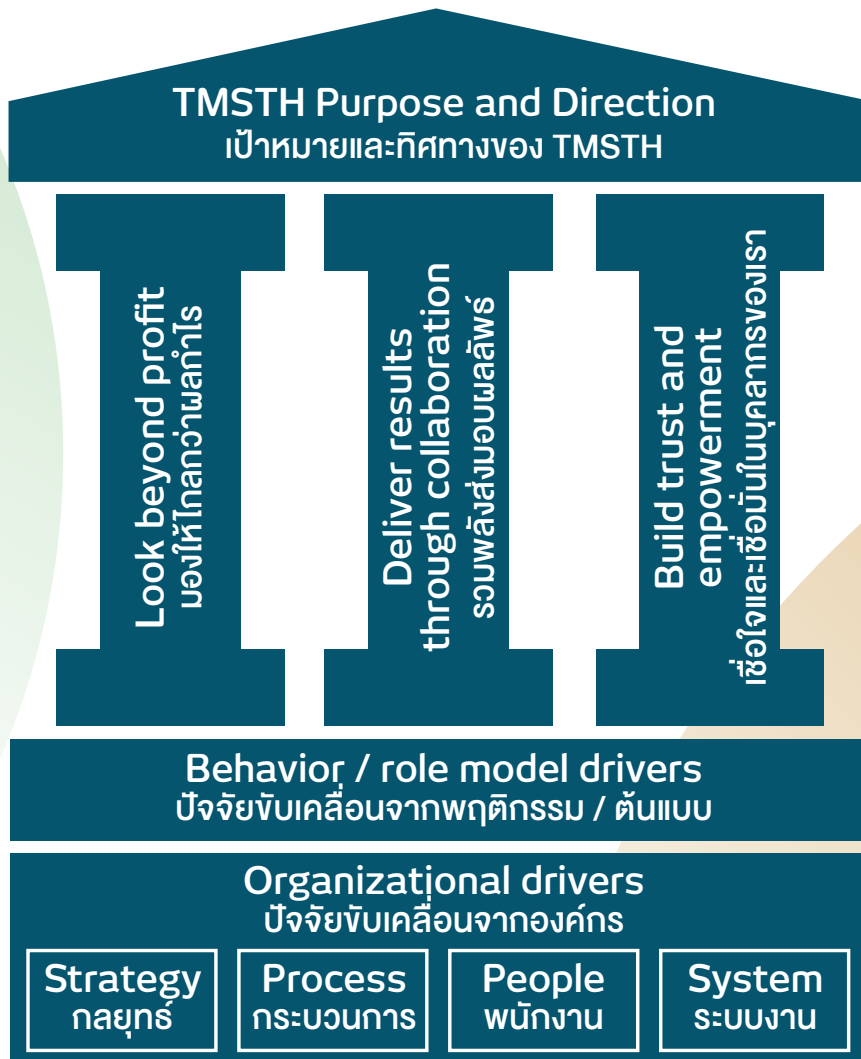 TMSTH Purpose and Direction
เป้าหมายและทิศทางของ TMSTH
Look beyond profit
มองให้ไกลกว่าผลกำไร
Deliver results
through collaboration
รวมพลังส่งมอบผลลัพธ์
Build trust and
empowerment
เชื่อใจและเชื่อมั่นในบุคลากรของเรา
Behavior / role model drivers
ปัจจัยขับเคลื่อนจากพฤติกรรม / ต้นแบบ
Organizational drivers
ปัจจัยขับเคลื่อนจากองค์กร
Strategy
กลยุทธ์
Process
กระบวนการ
People
พนักงาน
System
ระบบงาน